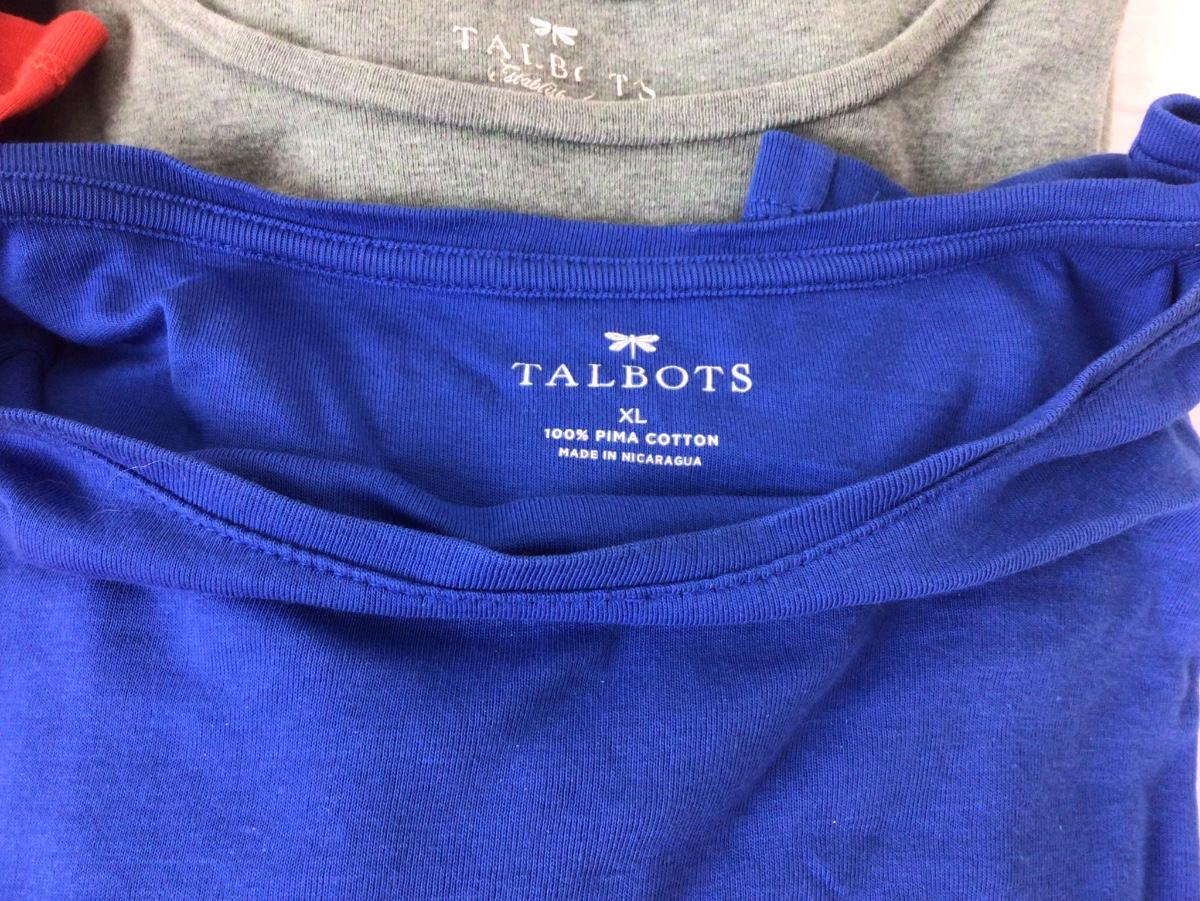 TALBOTS
TALBOTS
XL
100% PIMA COTTON
MADE IN NICARAGUA